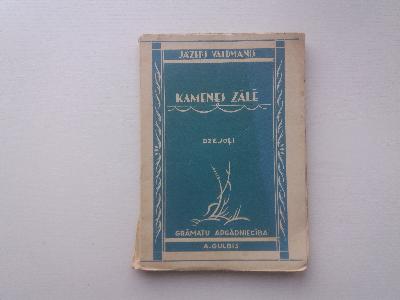 JĀZEPS VAIDMANIS
KAMENES ZĀLĒ
DZEJOĻI
GRĀMATU APGĀDNIECĪBA
A. GULBIS